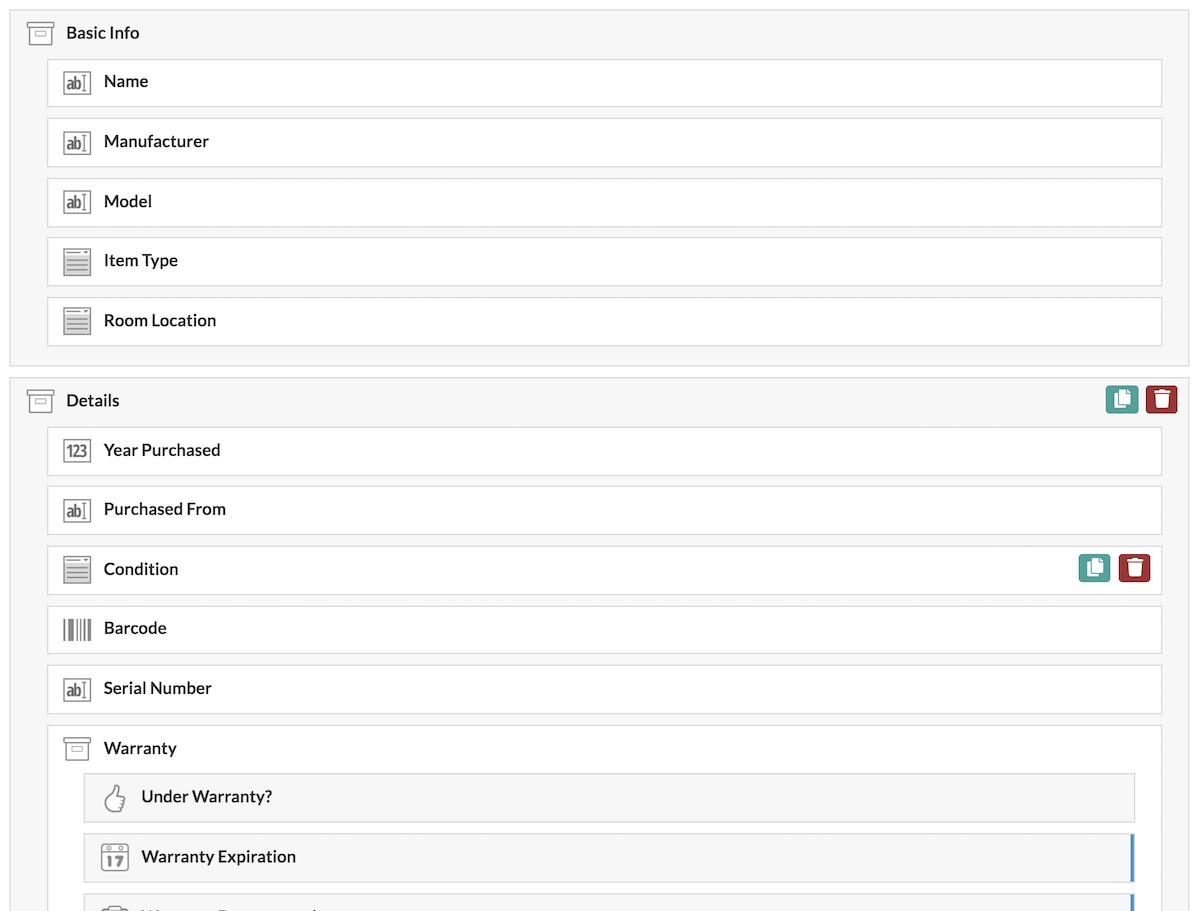 Basic Info
ab
Name
ab
Manufacturer
ab
Model
Item Type
Room Location
Details
123
Year Purchased
ab
Purchased From
Condition
Barcode
ab
Serial Number
Warranty
Under Warranty?
17
Warranty Expiration